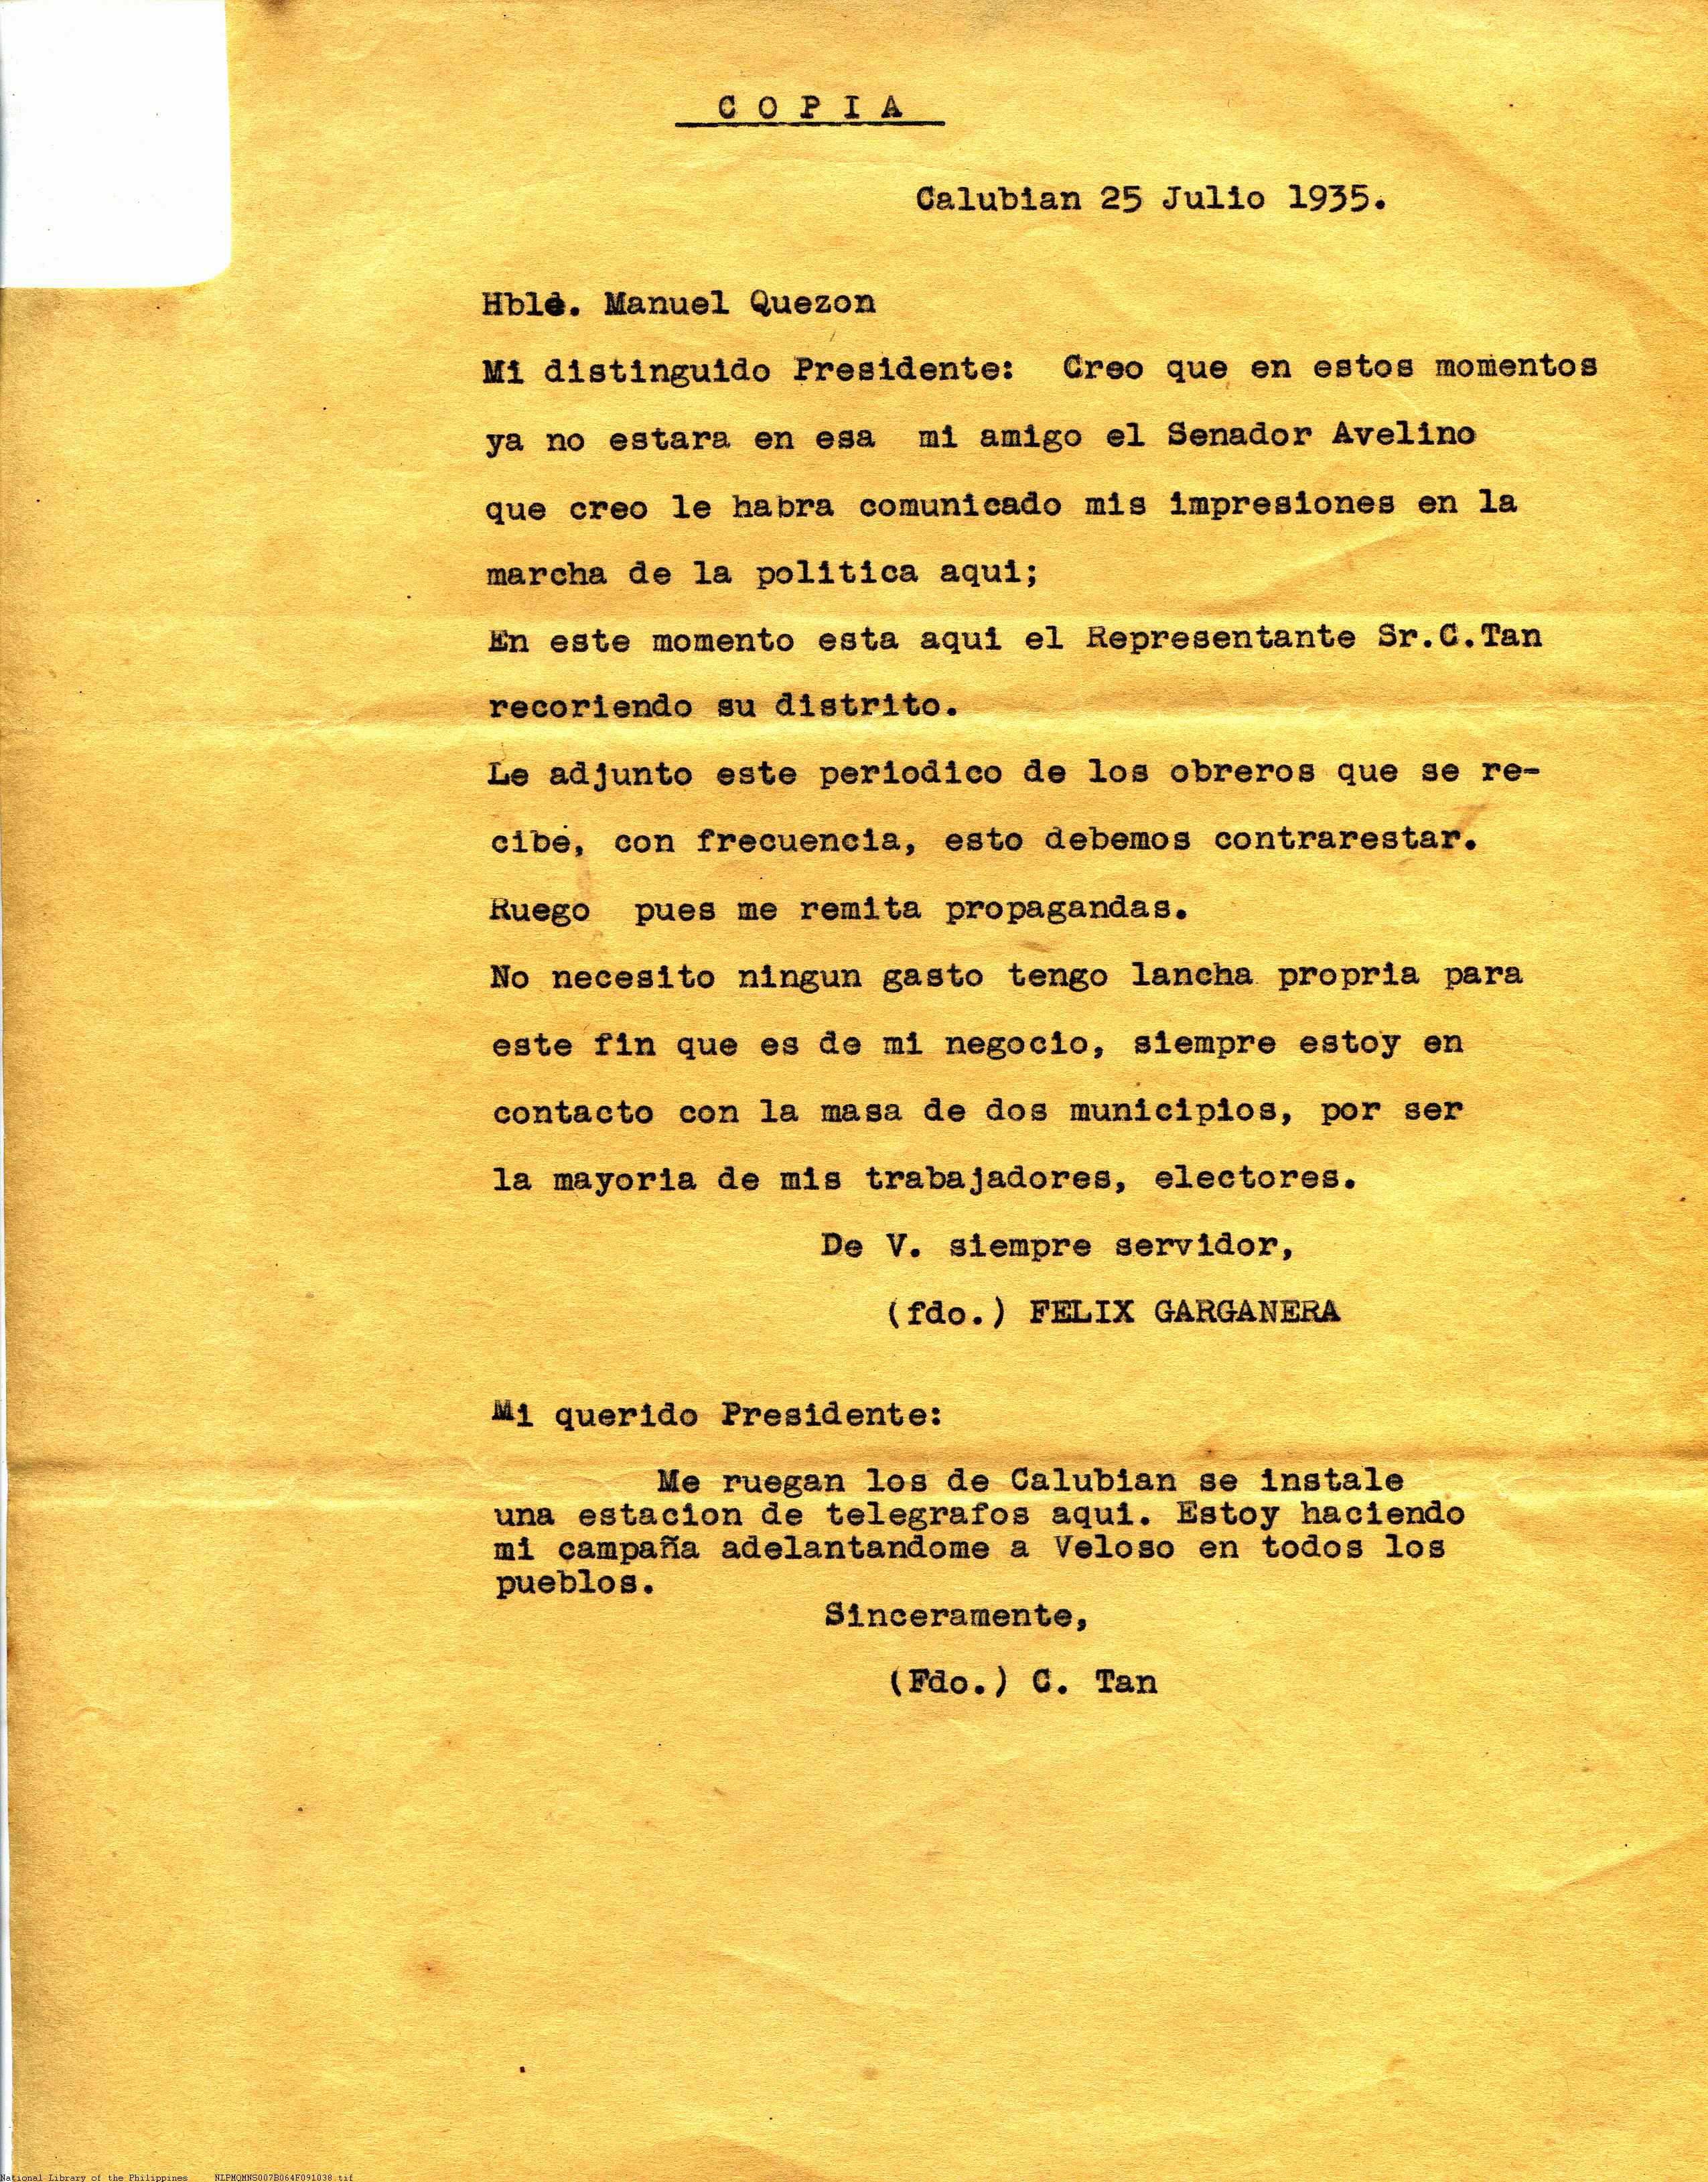 C O P I A
Calubian 25 Julio 1935.
Hble. Manuel Quezon
Mi distinguido Presidente: Creo que en estos momentos
ya no estara en esa mi amigo el Senador Avelino
que creo le habra comunicado mis impresiones en la
marcha de la politica aqui;
En este momento esta aqui el Representante Sr.C.Tan
recoriendo su distrito.
Le adjunto este periodico de los obreros que se re-
cibe, con frecuencia, esto debemos contrarestar.
Ruego pues me remita propagandas.
No necesito ningun gasto tengo lancha propria para
este fin que es de mi negocio, siempre estoy en
contacto con la masa de dos municipios, por ser
la mayoria de mis trabajadores, electores.
De V. siempre servidor,
(fdo.) FELIX GARGANERA
Mi querido Presidente:
Me ruegan los de Calubian se instale
una estacion de telegrafos aqui. Estoy haciendo
mi campaña adelantandome a Veloso en todos los
pueblos.
Sinceramente,
(Fdo.) C. Tan
National Library of the Philippines NLPMQMNS007B064F091038.tif